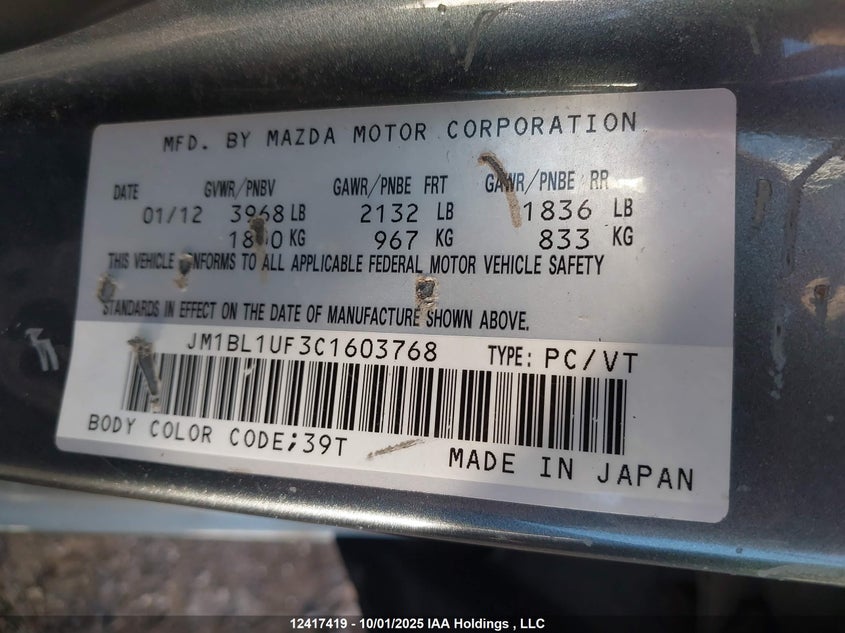 MFD. BY MAZDA MOTOR CORPORATION
DATE GVWR/PNBV GAWR/PNBE FRT GAWR/PNBE RR
01/12 3968 LB 2132 LB 1836 LB
1800 KG 967 KG 833 KG
THIS VEHICLE CONFORMS TO ALL APPLICABLE FEDERAL MOTOR VEHICLE SAFETY
STANDARDS IN EFFECT ON THE DATE OF MANUFACTURE SHOWN ABOVE.
JM1BL1UF3C1603768 TYPE: PC/VT
BODY COLOR CODE;39T
MADE IN JAPAN
12417419 - 10/01/2025 IAA Holdings , LLC